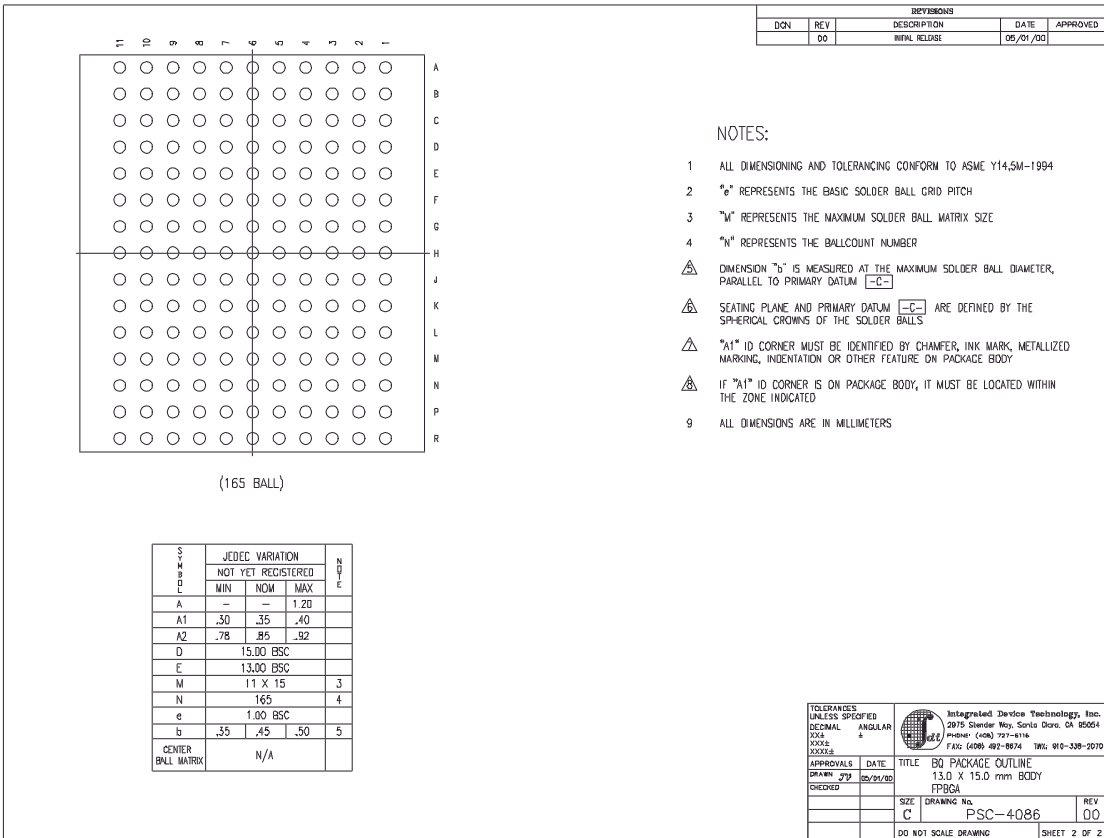 REVISIONS
DCN REV DESCRIPTION DATE APPROVED
00 INITIAL RELEASE 05/01/00
11 10 9 8 7 6 5 4 3 2 1
A
B
C
D
E
F
G
H
J
K
L
M
N
P
R
(165 BALL)
NOTES:
1 ALL DIMENSIONING AND TOLERANCING CONFORM TO ASME Y14.5M-1994
2 "e" REPRESENTS THE BASIC SOLDER BALL GRID PITCH
3 "M" REPRESENTS THE MAXIMUM SOLDER BALL MATRIX SIZE
4 "N" REPRESENTS THE BALLCOUNT NUMBER
5 DIMENSION "b" IS MEASURED AT THE MAXIMUM SOLDER BALL DIAMETER,
PARALLEL TO PRIMARY DATUM -C-
6 SEATING PLANE AND PRIMARY DATUM -C- ARE DEFINED BY THE
SPHERICAL CROWNS OF THE SOLDER BALLS
7 "A1" ID CORNER MUST BE IDENTIFIED BY CHAMFER, INK MARK, METALLIZED
MARKING, INDENTATION OR OTHER FEATURE ON PACKAGE BODY
8 IF "A1" ID CORNER IS ON PACKAGE BODY, IT MUST BE LOCATED WITHIN
THE ZONE INDICATED
9 ALL DIMENSIONS ARE IN MILLIMETERS
SYMBOL JEDEC VARIATION NOTE
NOT YET REGISTERED
MIN NOM MAX
A – – 1.20
A1 .30 .35 .40
A2 .78 .85 .92
D 15.00 BSC
E 13.00 BSC
M 11 X 15 3
N 165 4
e 1.00 BSC
b .35 .45 .50 5
CENTER
BALL MATRIX N/A
TOLERANCES
UNLESS SPECIFIED
DECIMAL ANGULAR
XX± ±
XXX±
XXXX±
idt
Integrated Device Technology, Inc.
2975 Stender Way, Santa Clara, CA 95054
PHONE: (408) 727-6116
FAX: (408) 492-8674 TWX: 910-338-2070
APPROVALS DATE
DRAWN 05/01/00
CHECKED
TITLE BQ PACKAGE OUTLINE
13.0 X 15.0 mm BODY
FPBGA
SIZE DRAWING No. REV
C PSC-4086 00
DO NOT SCALE DRAWING SHEET 2 OF 2